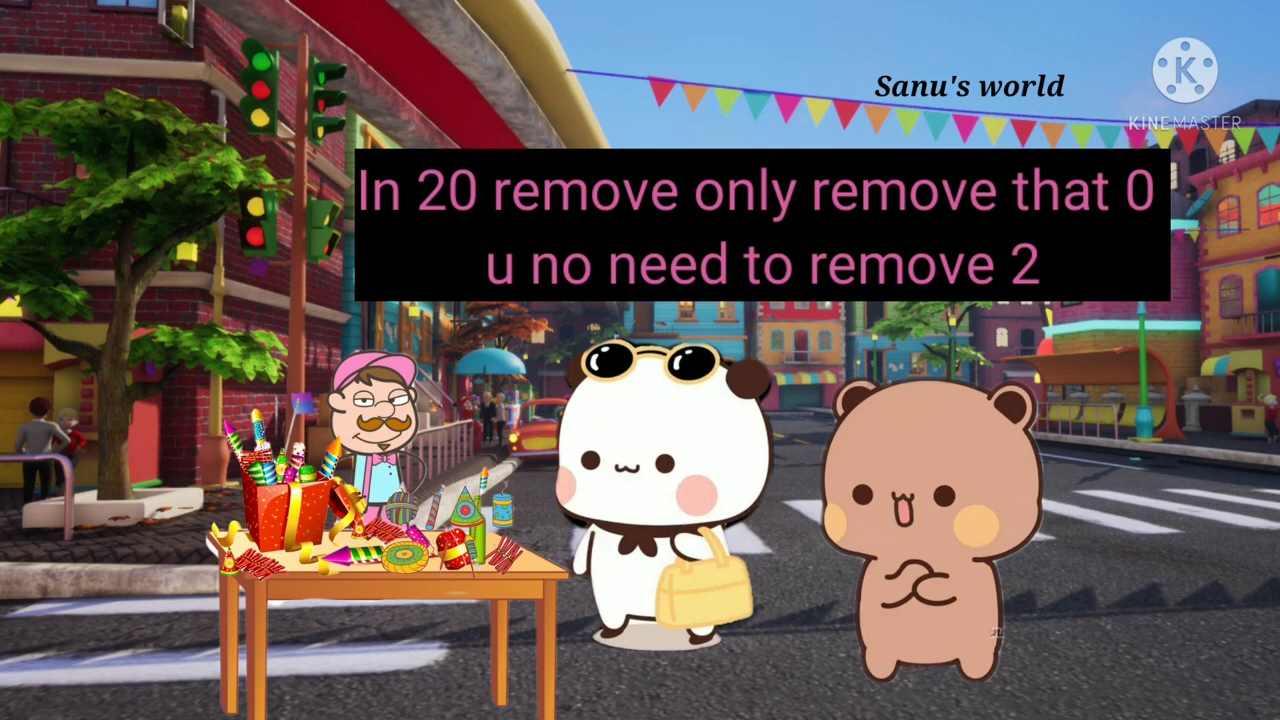 Sanu's world
K
KINEMASTER
In 20 remove only remove that 0
u no need to remove 2